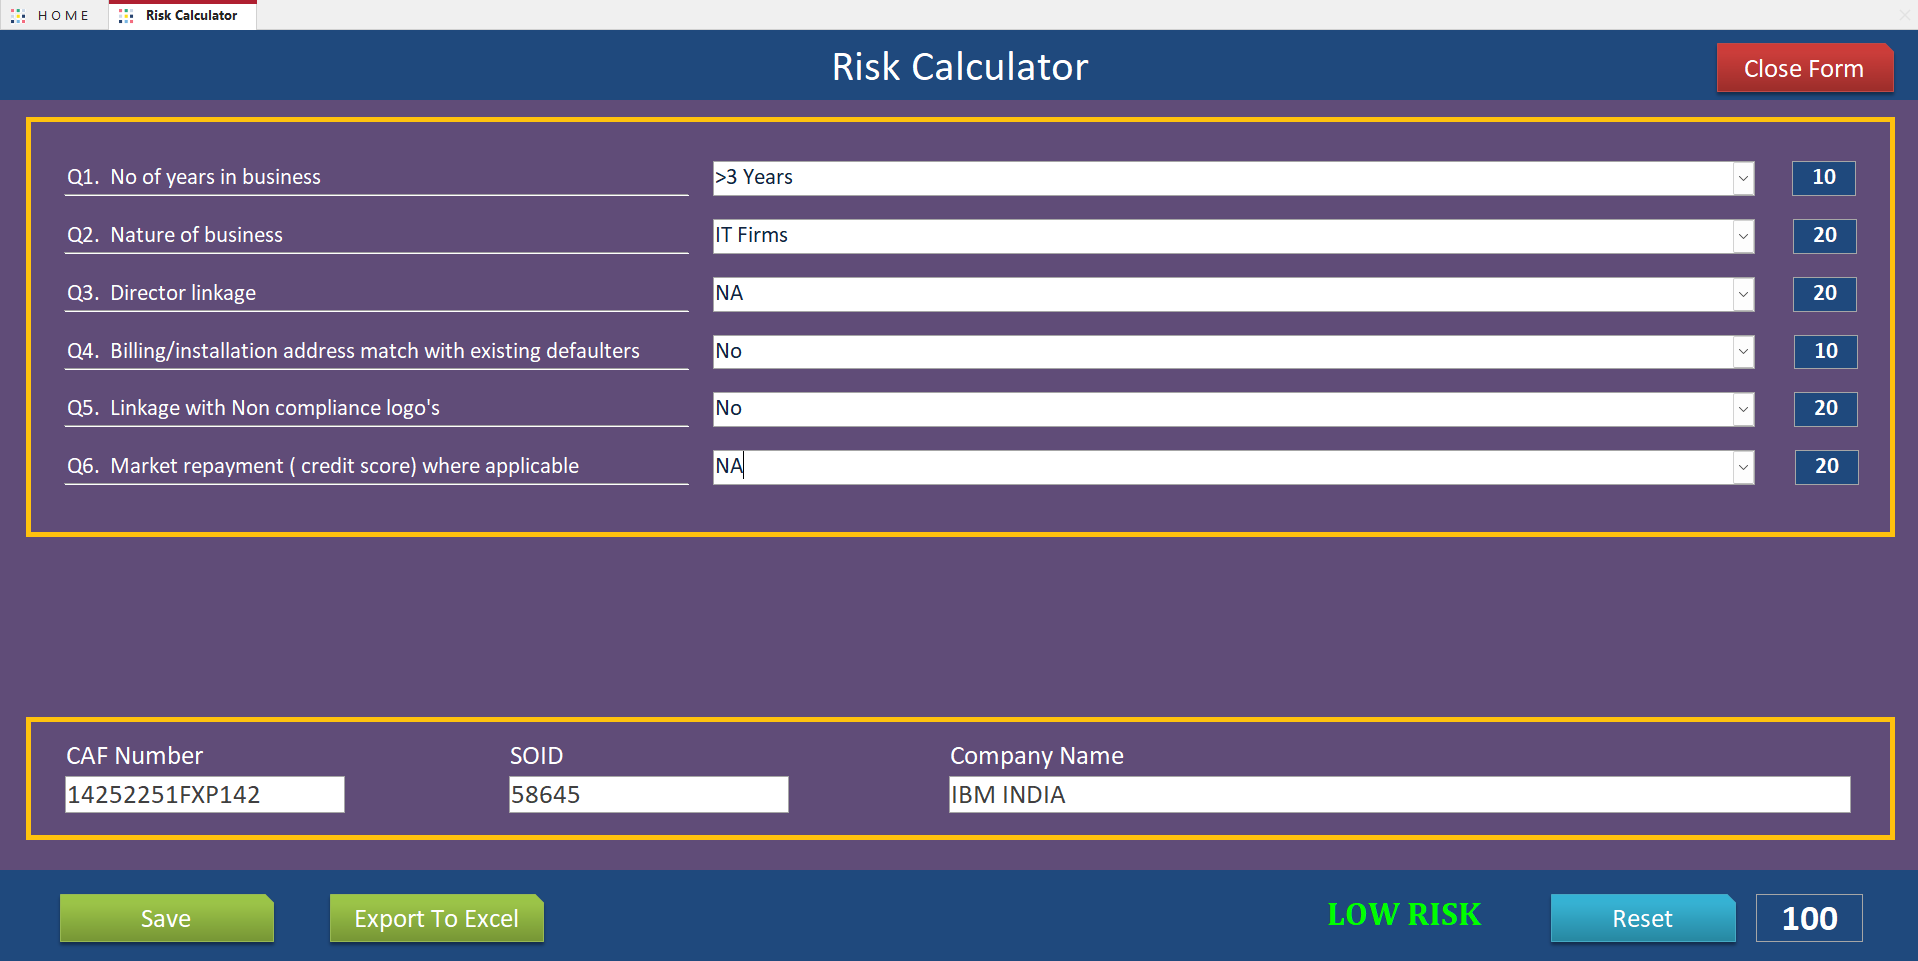 HOME Risk Calculator
Risk Calculator
Close Form
Q1. No of years in business >3 Years 10
Q2. Nature of business IT Firms 20
Q3. Director linkage NA 20
Q4. Billing/installation address match with existing defaulters No 10
Q5. Linkage with Non compliance logo's No 20
Q6. Market repayment ( credit score) where applicable NA 20
CAF Number SOID Company Name
14252251FXP142 58645 IBM INDIA
Save Export To Excel LOW RISK Reset 100